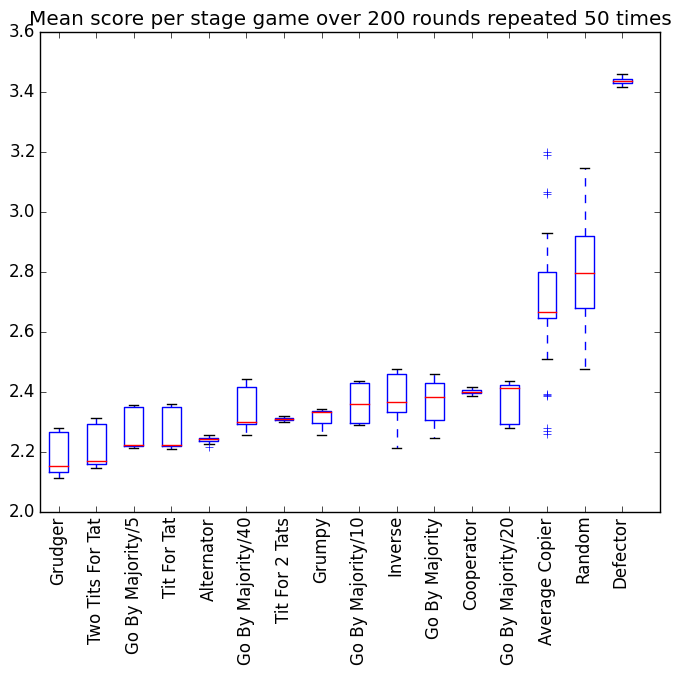 Mean score per stage game over 200 rounds repeated 50 times
3.6
3.4
3.2
3.0
2.8
2.6
2.4
2.2
2.0
Grudger
Two Tits For Tat
Go By Majority/5
Tit For Tat
Alternator
Go By Majority/40
Tit For 2 Tats
Grumpy
Go By Majority/10
Inverse
Go By Majority
Cooperator
Go By Majority/20
Average Copier
Random
Defector